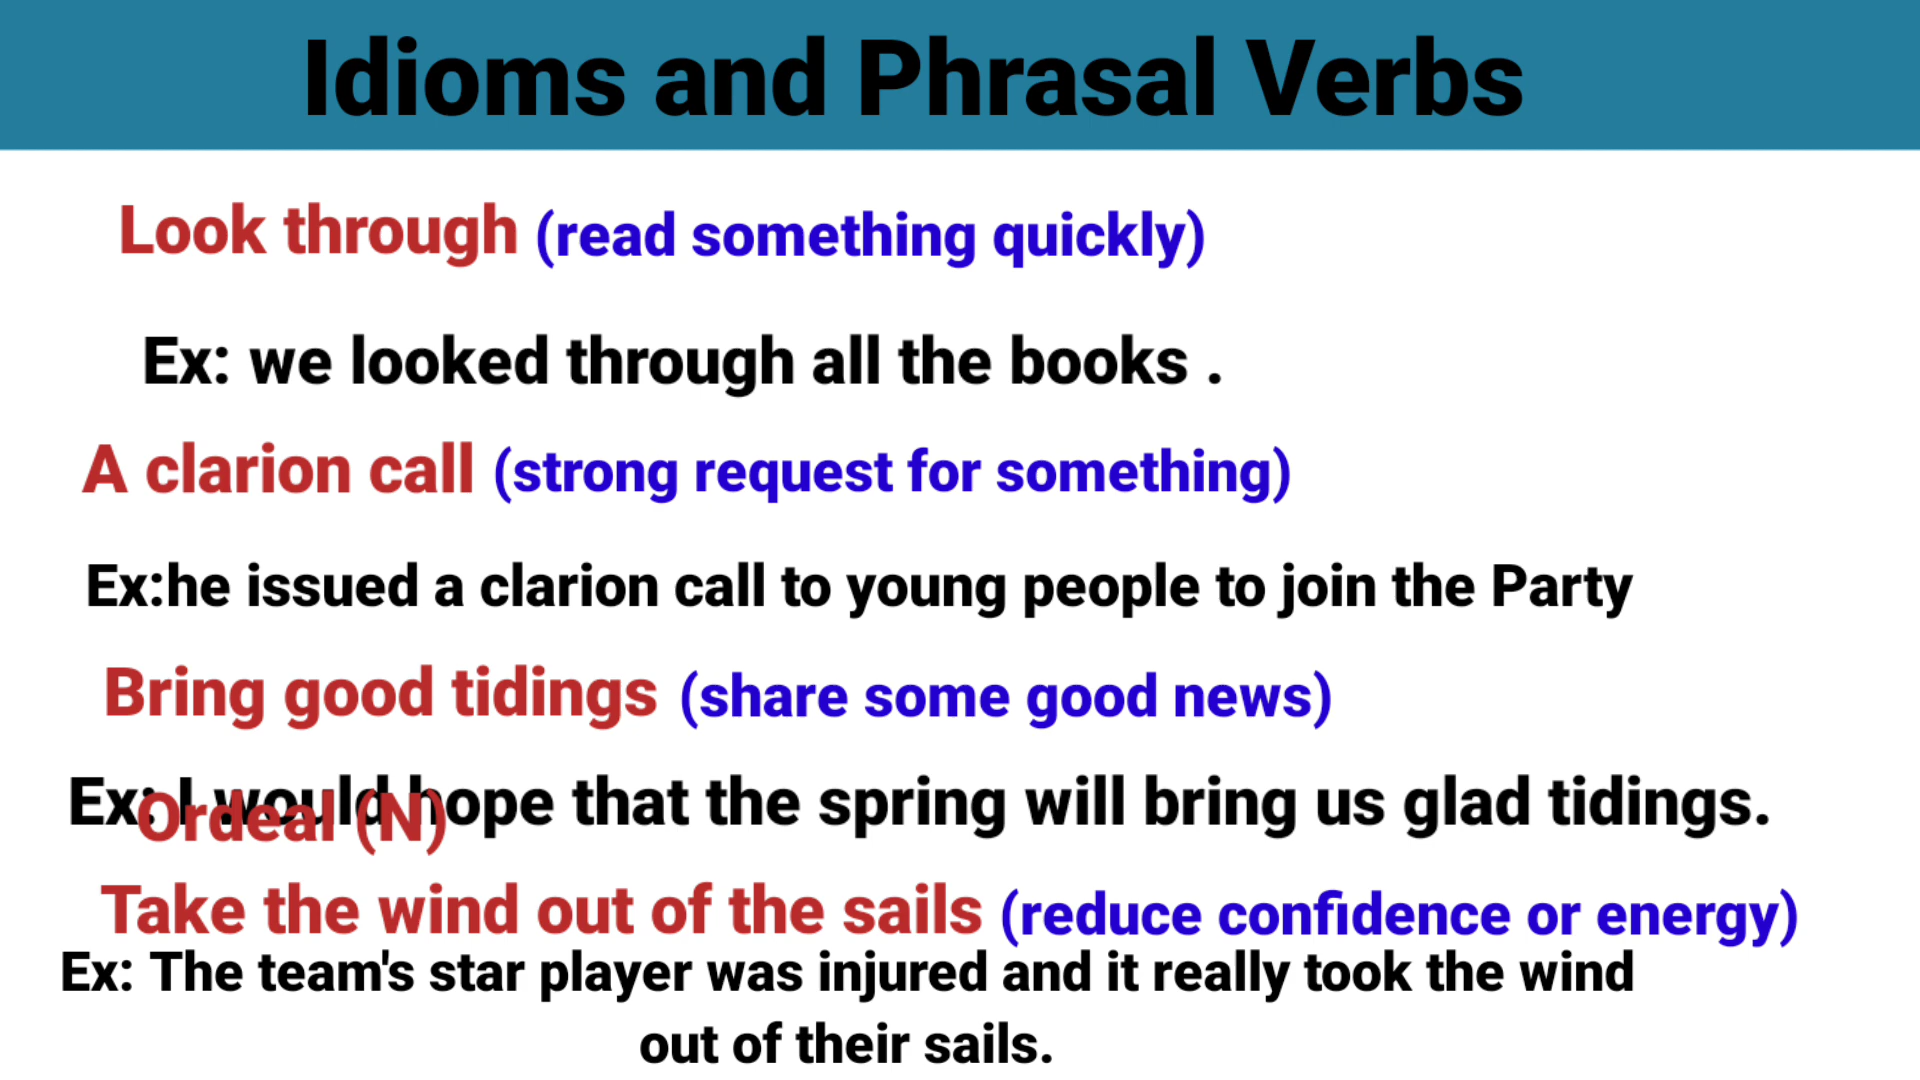 Idioms and Phrasal Verbs
Look through (read something quickly)
Ex: we looked through all the books .
A clarion call (strong request for something)
Ex:he issued a clarion call to young people to join the Party
Bring good tidings (share some good news)
Ex: I would hope that the spring will bring us glad tidings.
Ordeal (N)
Take the wind out of the sails (reduce confidence or energy)
Ex: The team's star player was injured and it really took the wind
out of their sails.